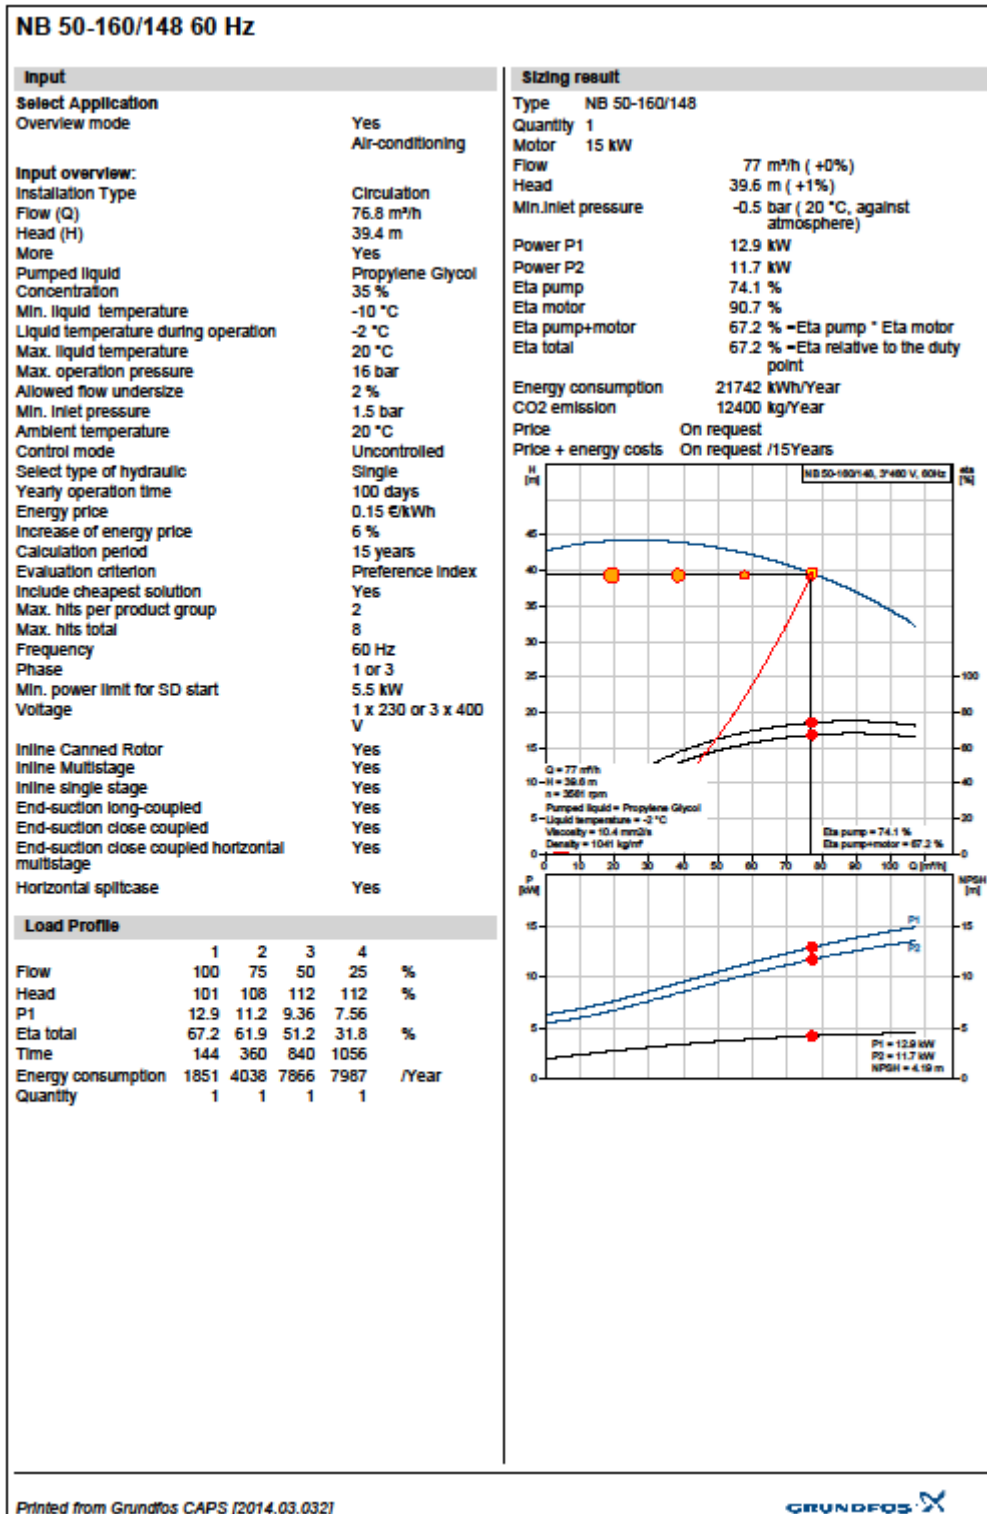 NB 50-160/148 60 Hz
Input
Select Application
Overview mode Yes
Air-conditioning
Input overview:
Installation Type Circulation
Flow (Q) 76.8 m³/h
Head (H) 39.4 m
More Yes
Pumped liquid Propylene Glycol
Concentration 35 %
Min. liquid temperature -10 °C
Liquid temperature during operation -2 °C
Max. liquid temperature 20 °C
Max. operation pressure 16 bar
Allowed flow undersize 2 %
Min. inlet pressure 1.5 bar
Ambient temperature 20 °C
Control mode Uncontrolled
Select type of hydraulic Single
Yearly operation time 100 days
Energy price 0.15 €/kWh
Increase of energy price 6 %
Calculation period 15 years
Evaluation criterion Preference index
Include cheapest solution Yes
Max. hits per product group 2
Max. hits total 8
Frequency 60 Hz
Phase 1 or 3
Min. power limit for SD start 5.5 kW
Voltage 1 x 230 or 3 x 400
V
Inline Canned Rotor Yes
Inline Multistage Yes
Inline single stage Yes
End-suction long-coupled Yes
End-suction close coupled Yes
End-suction close coupled horizontal Yes
multistage
Horizontal splitcase Yes
Load Profile
1 2 3 4
Flow 100 75 50 25 %
Head 101 108 112 112 %
P1 12.9 11.2 9.36 7.56
Eta total 67.2 61.9 51.2 31.8 %
Time 144 360 840 1056
Energy consumption 1851 4038 7866 7987 /Year
Quantity 1 1 1 1
Sizing result
Type NB 50-160/148
Quantity 1
Motor 15 kW
Flow 77 m³/h ( +0%)
Head 39.6 m ( +1%)
Min.inlet pressure -0.5 bar ( 20 °C, against
atmosphere)
Power P1 12.9 kW
Power P2 11.7 kW
Eta pump 74.1 %
Eta motor 90.7 %
Eta pump+motor 67.2 % =Eta pump * Eta motor
Eta total 67.2 % =Eta relative to the duty
point
Energy consumption 21742 kWh/Year
CO2 emission 12400 kg/Year
Price On request
Price + energy costs On request /15Years
H
[m]
NB 50-160/148, 3*460 V, 60Hz
eta
[%]
45
40
35
30
25
20
15
10
5
0
100
80
60
40
20
0
Q = 77 m³/h
H = 39.6 m
n = 3561 rpm
Pumped liquid = Propylene Glycol
Liquid temperature = -2 °C
Viscosity = 10.4 mm2/s
Density = 1041 kg/m³
Eta pump = 74.1 %
Eta pump+motor = 67.2 %
0 10 20 30 40 50 60 70 80 90 100 Q [m³/h]
P
[kW]
NPSH
[m]
15
10
5
0
15
10
5
0
P1
P2
P1 = 12.9 kW
P2 = 11.7 kW
NPSH = 4.19 m
Printed from Grundfos CAPS [2014.03.032]
GRUNDFOS